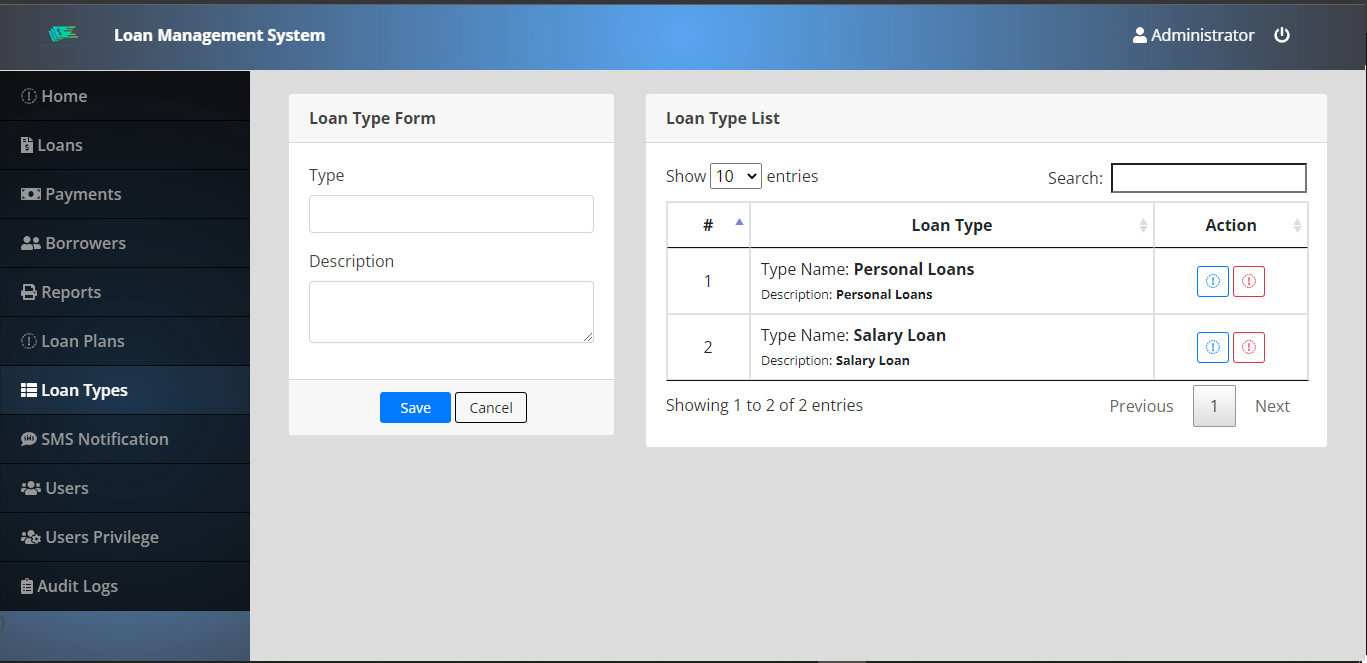 Loan Management System
Administrator
Home
Loans
Payments
Borrowers
Reports
Loan Plans
Loan Types
SMS Notification
Users
Users Privilege
Audit Logs
}
Loan Type Form
Type
Description
Save Cancel
Loan Type List
Show 10 entries Search:
# Loan Type Action
1 Type Name: Personal Loans
Description: Personal Loans
2 Type Name: Salary Loan
Description: Salary Loan
Showing 1 to 2 of 2 entries Previous 1 Next